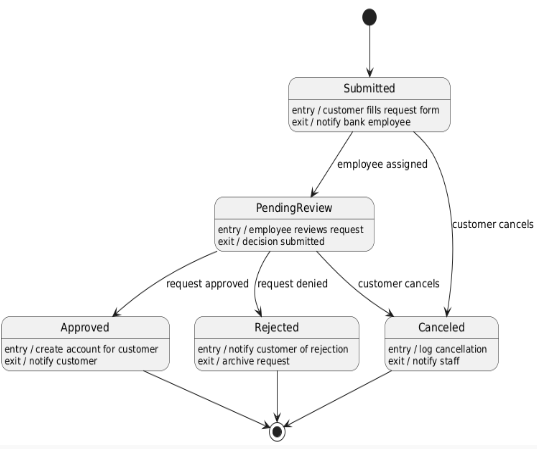 Submitted
entry / customer fills request form
exit / notify bank employee
employee assigned
customer cancels
PendingReview
entry / employee reviews request
exit / decision submitted
request approved
request denied
customer cancels
Approved
entry / create account for customer
exit / notify customer
Rejected
entry / notify customer of rejection
exit / archive request
Canceled
entry / log cancellation
exit / notify staff